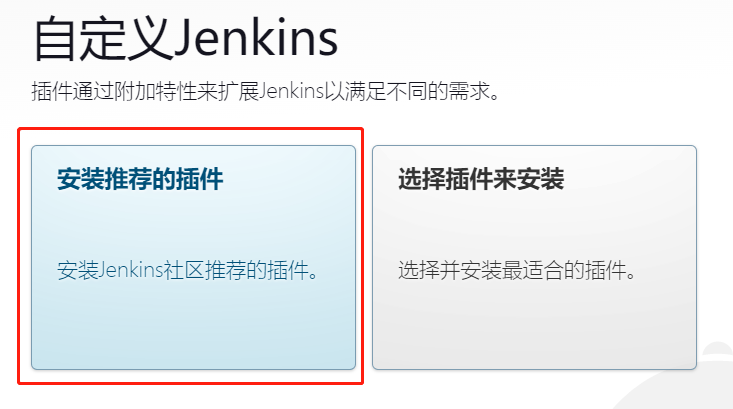 自定义Jenkins
插件通过附加特性来扩展Jenkins以满足不同的需求。
安装推荐的插件
安装Jenkins社区推荐的插件。
选择插件来安装
选择并安装最适合的插件。